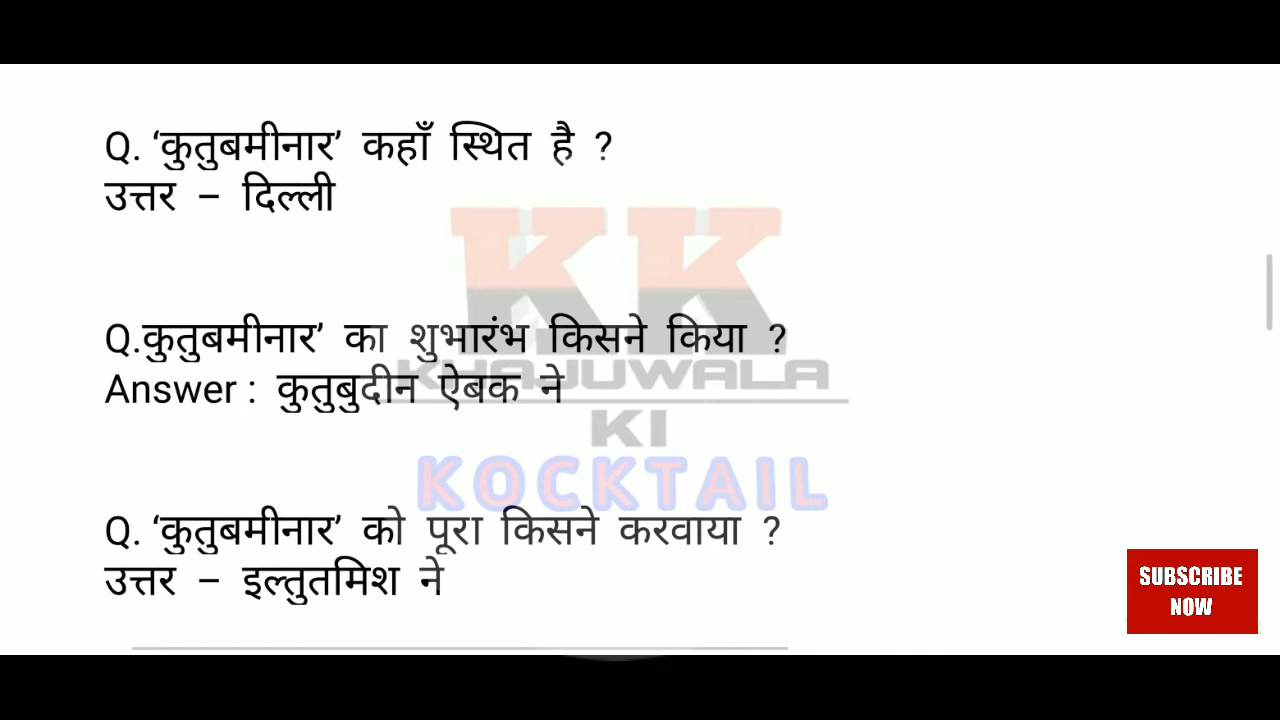 Q. ‘कुतुबमीनार’ कहाँ स्थित है ?
उत्तर – दिल्ली
Q.कुतुबमीनार’ का शुभारंभ किसने किया ?
Answer : कुतुबुदीन ऐबक ने
Q. ‘कुतुबमीनार’ को पूरा किसने करवाया ?
उत्तर – इल्तुतमिश ने
KK
KHAJUWALA
KI
KOCKTAIL
SUBSCRIBE
NOW